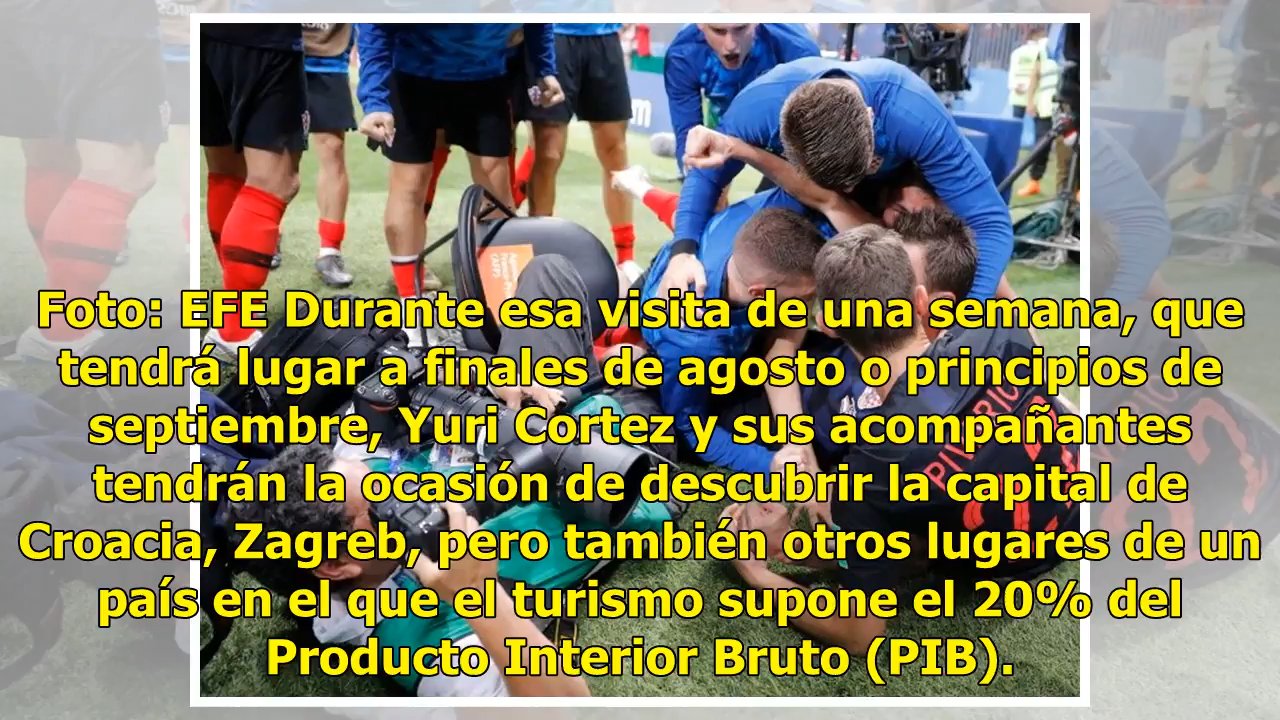 Foto: EFE Durante esa visita de una semana, que
tendrá lugar a finales de agosto o principios de
septiembre, Yuri Cortez y sus acompañantes
tendrán la ocasión de descubrir la capital de
Croacia, Zagreb, pero también otros lugares de un
país en el que el turismo supone el 20% del
Producto Interior Bruto (PIB).
PIVARIC